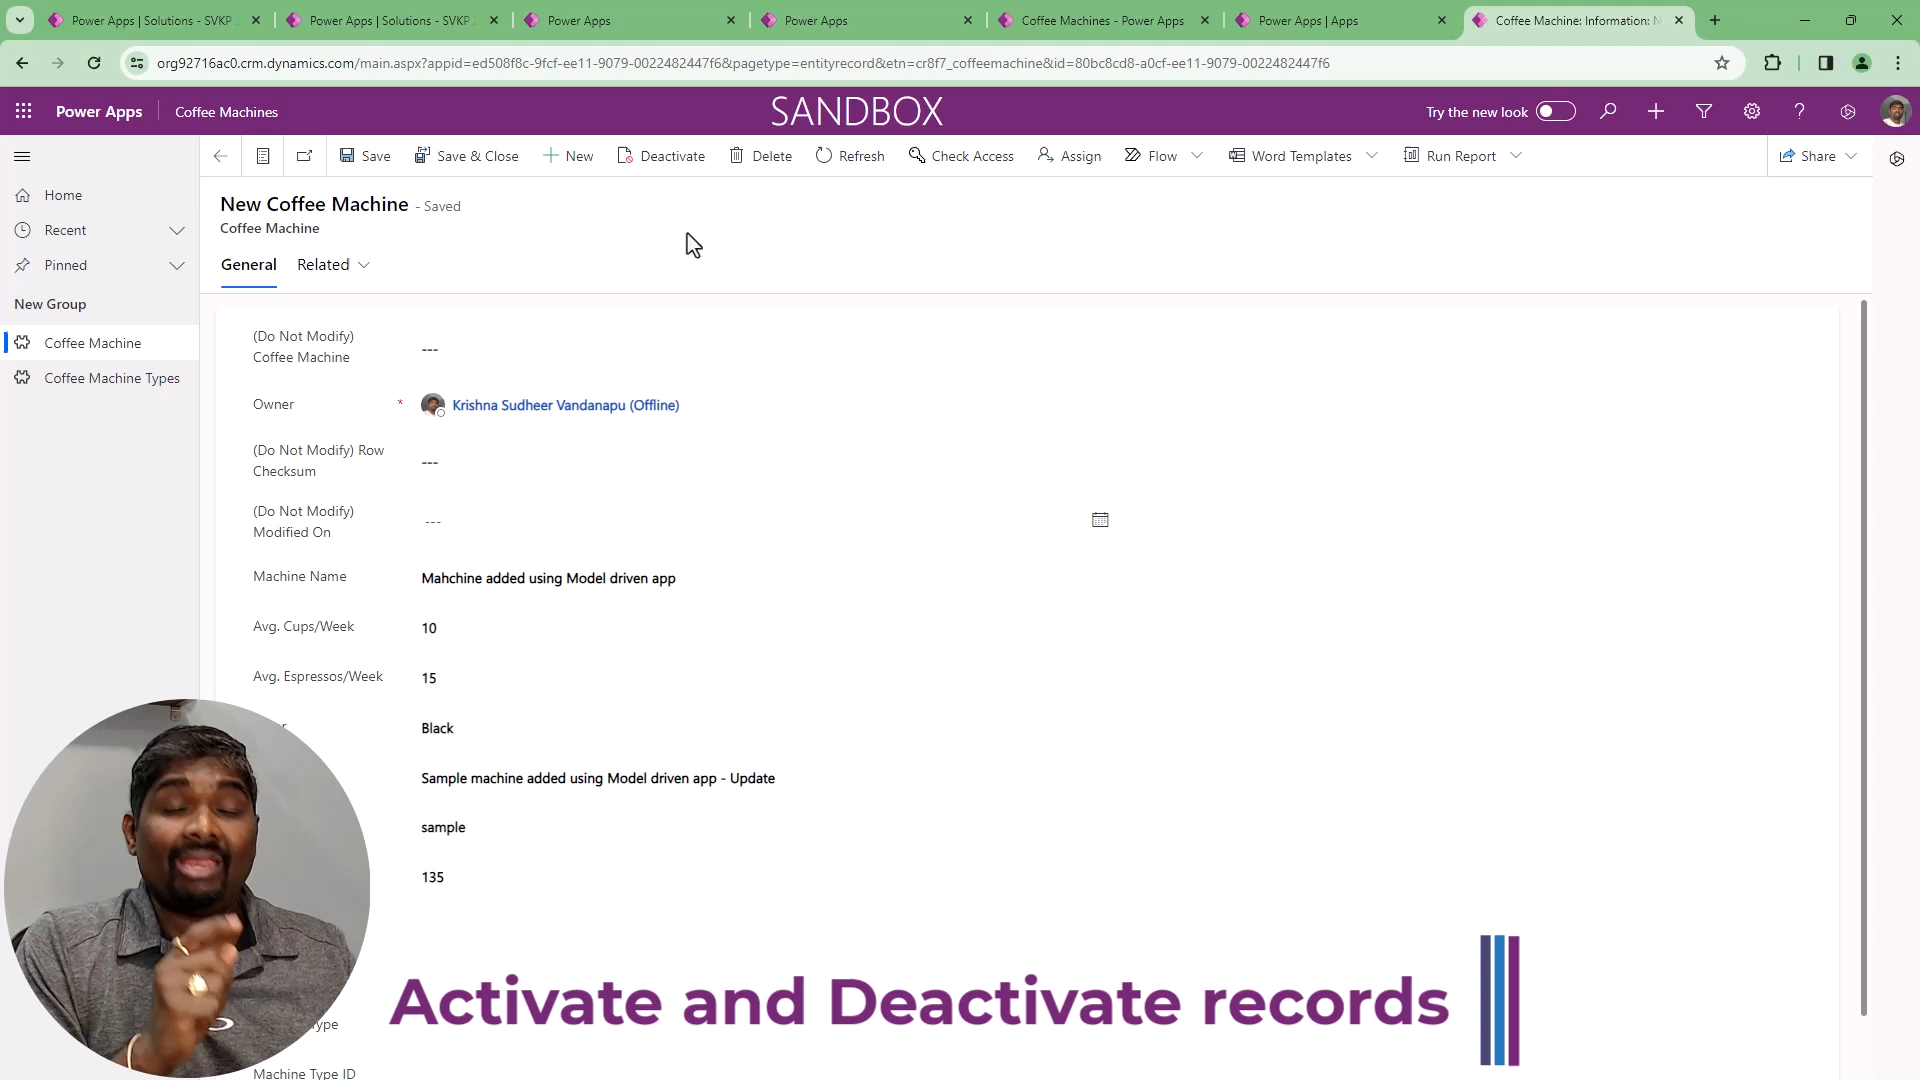 Power Apps | Solutions - SVKP
Power Apps | Solutions - SVKP
Power Apps
Power Apps
Coffee Machines - Power Apps
Power Apps | Apps
Coffee Machine: Information: N
org92716ac0.crm.dynamics.com/main.aspx?appid=ed508f8c-9fcf-ee11-9079-0022482447f6&pagetype=entityrecord&etn=cr8f7_coffeemachine&id=80bc8cd8-a0cf-ee11-9079-0022482447f6
Power Apps
Coffee Machines
SANDBOX
Try the new look
Save
Save & Close
New
Deactivate
Delete
Refresh
Check Access
Assign
Flow
Word Templates
Run Report
Share
Home
Recent
Pinned
New Group
Coffee Machine
Coffee Machine Types
New Coffee Machine - Saved
Coffee Machine
General
Related
(Do Not Modify)
Coffee Machine
---
Owner *
Krishna Sudheer Vandanapu (Offline)
(Do Not Modify) Row
Checksum
---
(Do Not Modify)
Modified On
---
Machine Name
Mahchine added using Model driven app
Avg. Cups/Week
10
Avg. Espressos/Week
15
Black
Sample machine added using Model driven app - Update
sample
135
Activate and Deactivate records
Machine Type ID